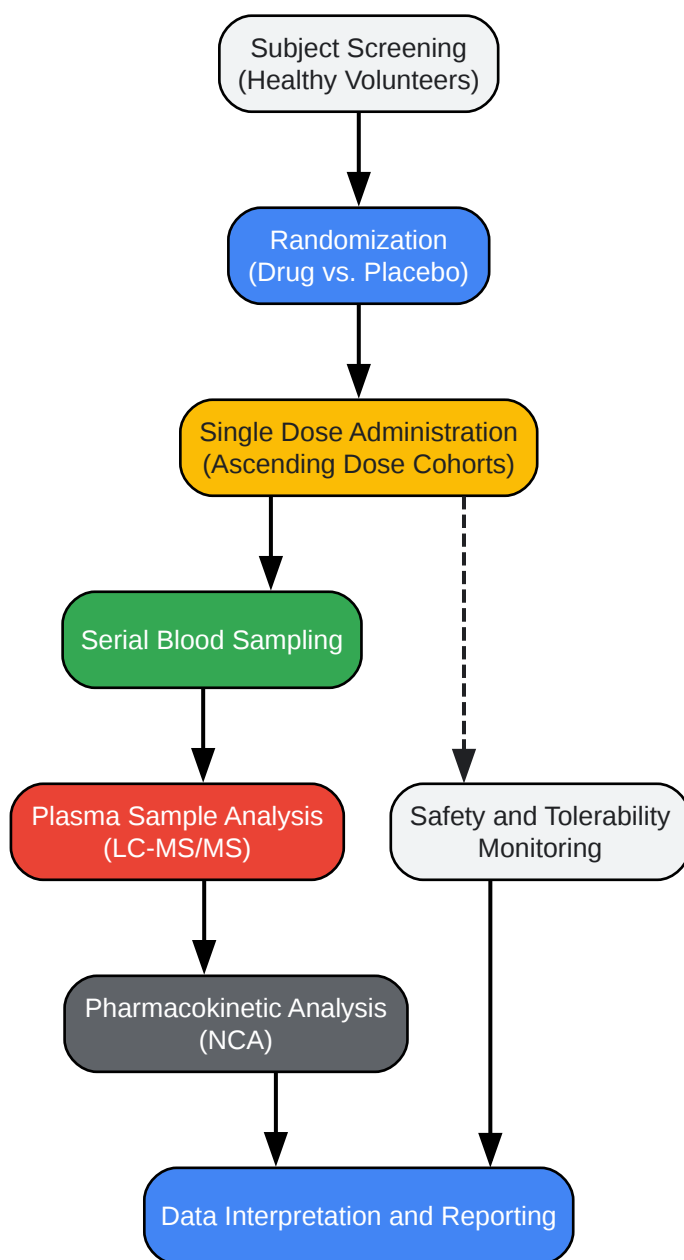 Subject Screening
(Healthy Volunteers)
Randomization
(Drug vs. Placebo)
Single Dose Administration
(Ascending Dose Cohorts)
Serial Blood Sampling
Plasma Sample Analysis
(LC-MS/MS)
Safety and Tolerability
Monitoring
Pharmacokinetic Analysis
(NCA)
Data Interpretation and Reporting